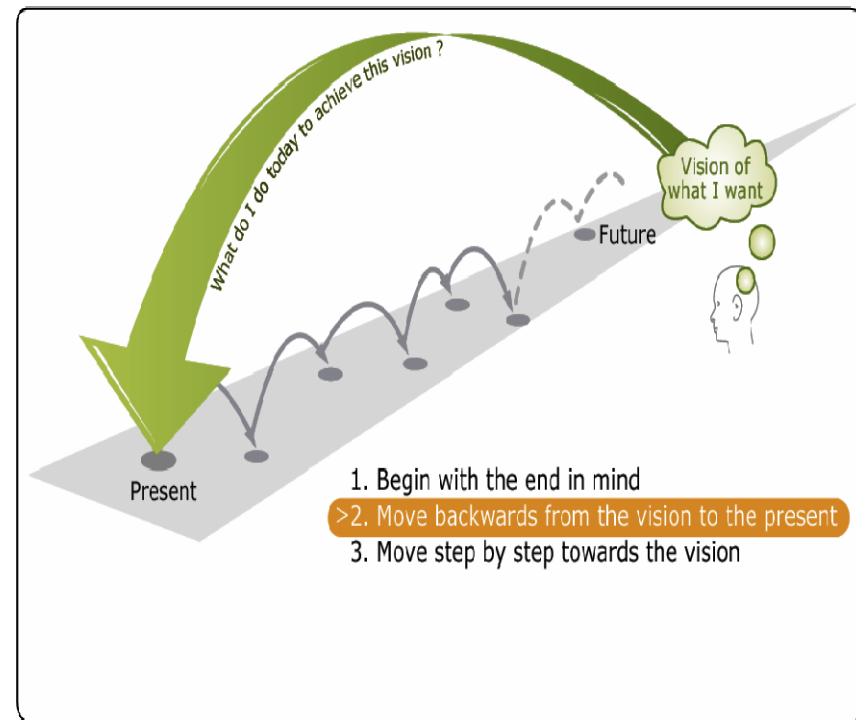 What do I do today to achieve this vision ?
Vision of
what I want
Future
Present
1. Begin with the end in mind
>2. Move backwards from the vision to the present
3. Move step by step towards the vision